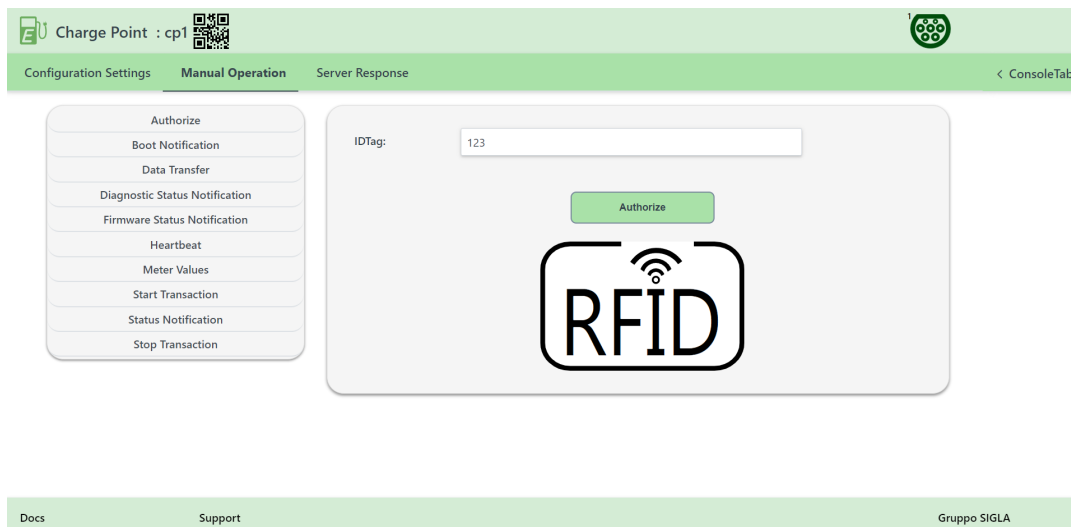 E Charge Point : cp1
1
Configuration Settings Manual Operation Server Response < ConsoleTab
Authorize
Boot Notification
Data Transfer
Diagnostic Status Notification
Firmware Status Notification
Heartbeat
Meter Values
Start Transaction
Status Notification
Stop Transaction
IDTag: 123
Authorize
RFID
Docs Support Gruppo SIGLA